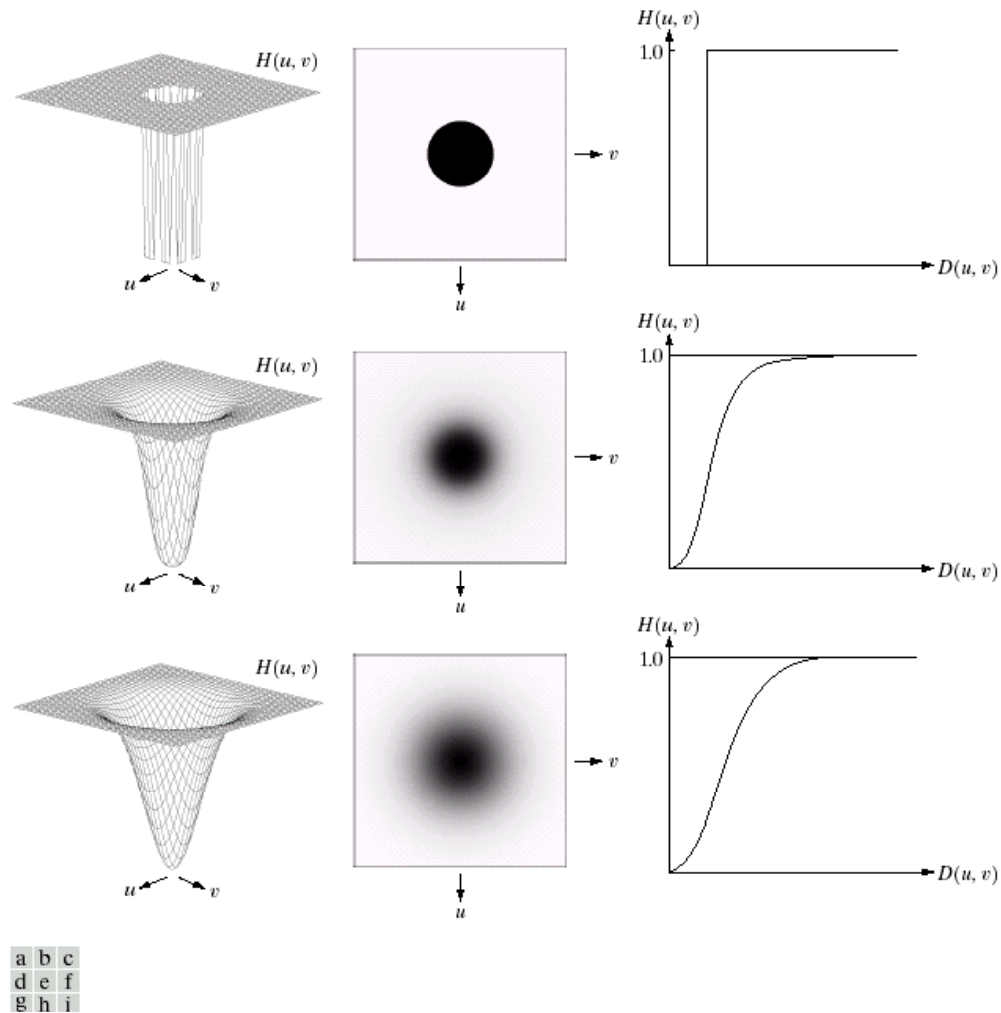 H(u, v)
1.0
D(u, v)
H(u, v)
v
u
u v
H(u, v)
1.0
D(u, v)
H(u, v)
v
u
u v
H(u, v)
1.0
D(u, v)
H(u, v)
v
u
u v
a b c
d e f
g h i